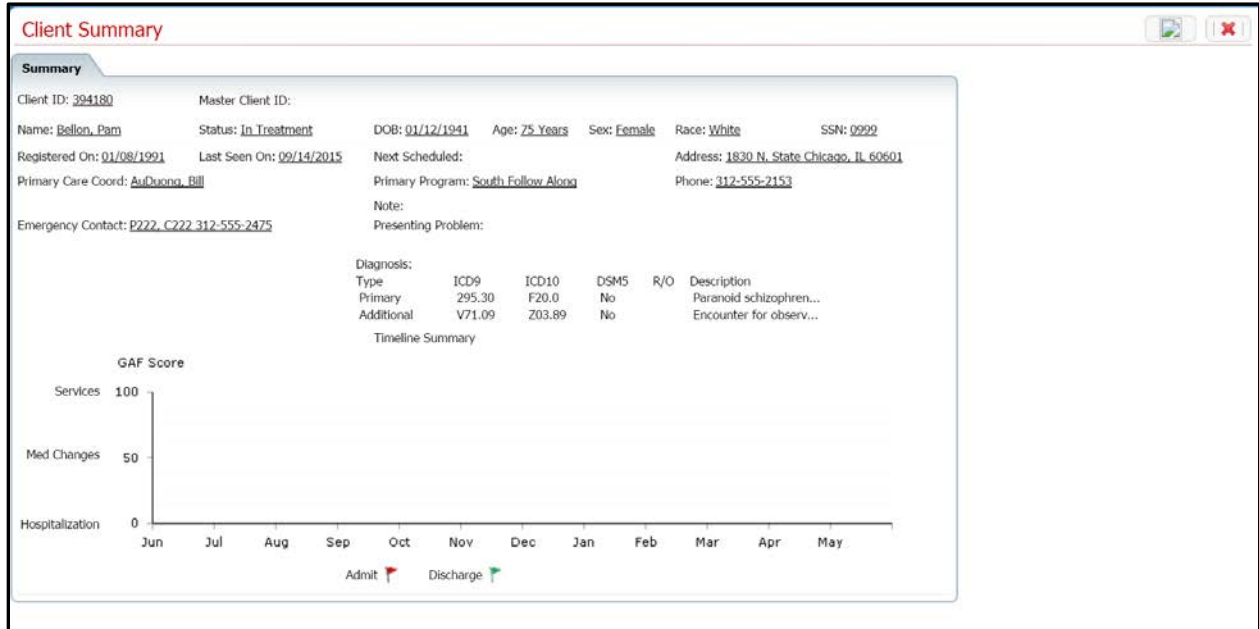 Client Summary
Summary
Client ID: 394180 Master Client ID:
Name: Bellon, Pam Status: In Treatment DOB: 01/12/1941 Age: 75 Years Sex: Female Race: White SSN: 0999
Registered On: 01/08/1991 Last Seen On: 09/14/2015 Next Scheduled: Address: 1830 N. State Chicago, IL 60601
Primary Care Coord: AuDuong, Bill Primary Program: South Follow Along Phone: 312-555-2153
Note:
Emergency Contact: P222, C222 312-555-2475 Presenting Problem:
Diagnosis:
Type ICD9 ICD10 DSM5 R/O Description
Primary 295.30 F20.0 No Paranoid schizophren...
Additional V71.09 Z03.89 No Encounter for observ...
Timeline Summary
GAF Score
Services 100
Med Changes 50
Hospitalization 0
Jun Jul Aug Sep Oct Nov Dec Jan Feb Mar Apr May
Admit Discharge